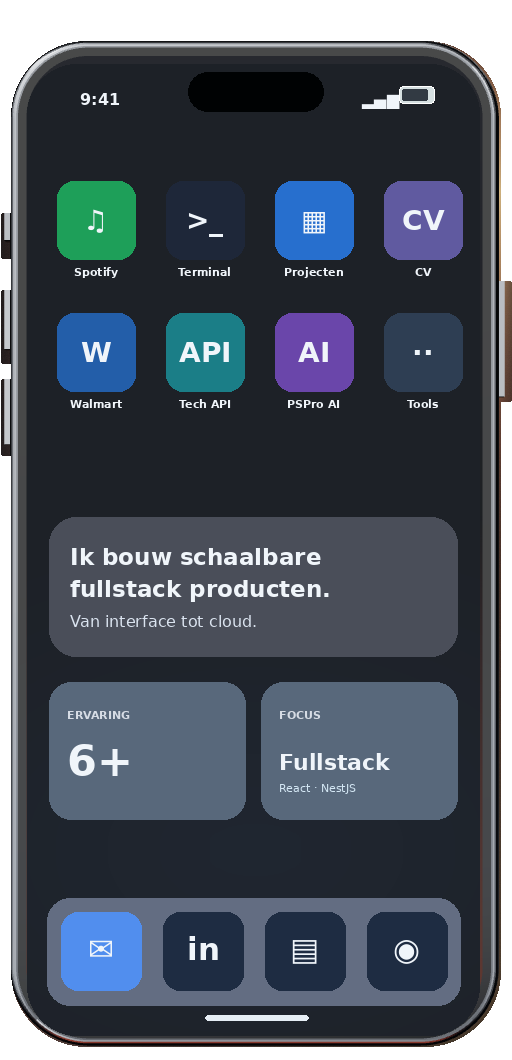 9:41
♫
>_
▦
CV
Spotify
Terminal
Projecten
CV
W
API
AI
··
Walmart
Tech API
PSPro AI
Tools
Ik bouw schaalbare
fullstack producten.
Van interface tot cloud.
ERVARING
6+
FOCUS
Fullstack
React · NestJS
in